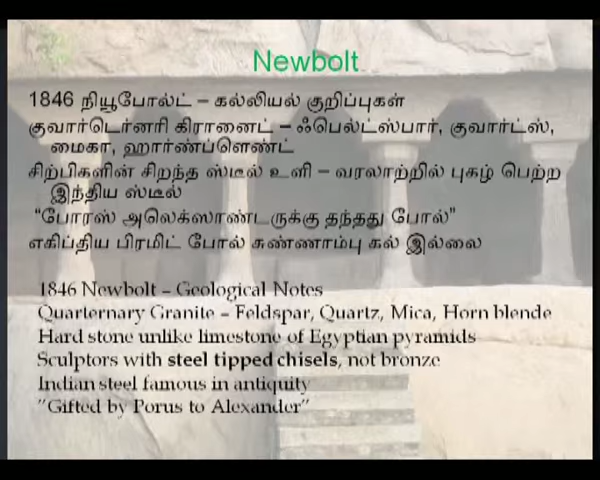 Newbolt
1846 நியூபோல்ட் – கல்லியல் குறிப்புகள்
குவார்டெர்னரி கிரானைட் – ஃபெல்ட்ஸ்பார், குவார்ட்ஸ்,
மைகா, ஹார்ண்ப்ளெண்ட்
சிற்பிகளின் சிறந்த ஸ்டீல் உளி – வரலாற்றில் புகழ் பெற்ற
இந்திய ஸ்டீல்
“போரஸ் அலெக்ஸாண்டருக்கு தந்தது போல்”
எகிப்திய பிரமிட் போல் சுண்ணாம்பு கல் இல்லை
1846 Newbolt – Geological Notes
Quarternary Granite – Feldspar, Quartz, Mica, Horn blende
Hard stone unlike limestone of Egyptian pyramids
Sculptors with steel tipped chisels, not bronze
Indian steel famous in antiquity
“Gifted by Porus to Alexander”